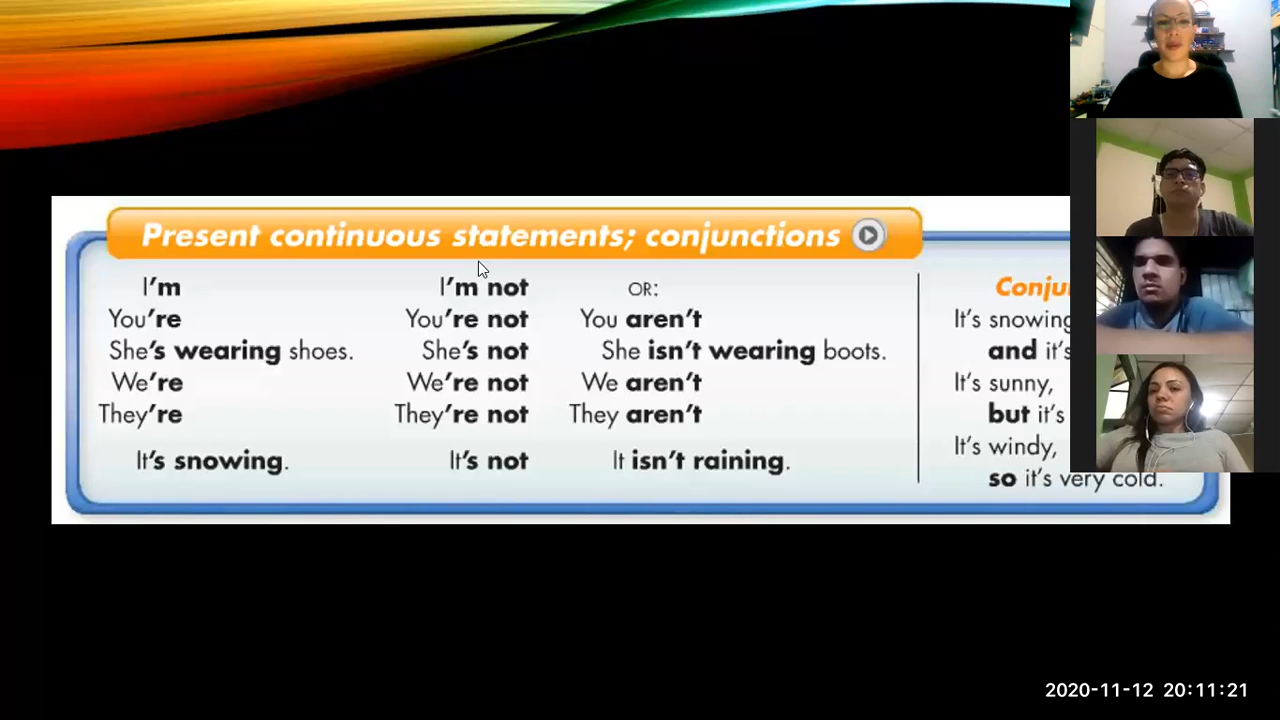 Present continuous statements; conjunctions
I'm I'm not OR:
You're You're not You aren't
She's wearing shoes. She's not She isn't wearing boots.
We're We're not We aren't
They're They're not They aren't
It's snowing. It's not It isn't raining.
It's snowing
and it's
It's sunny,
but it's
It's windy,
so it's very cold.
2020-11-12 20:11:21